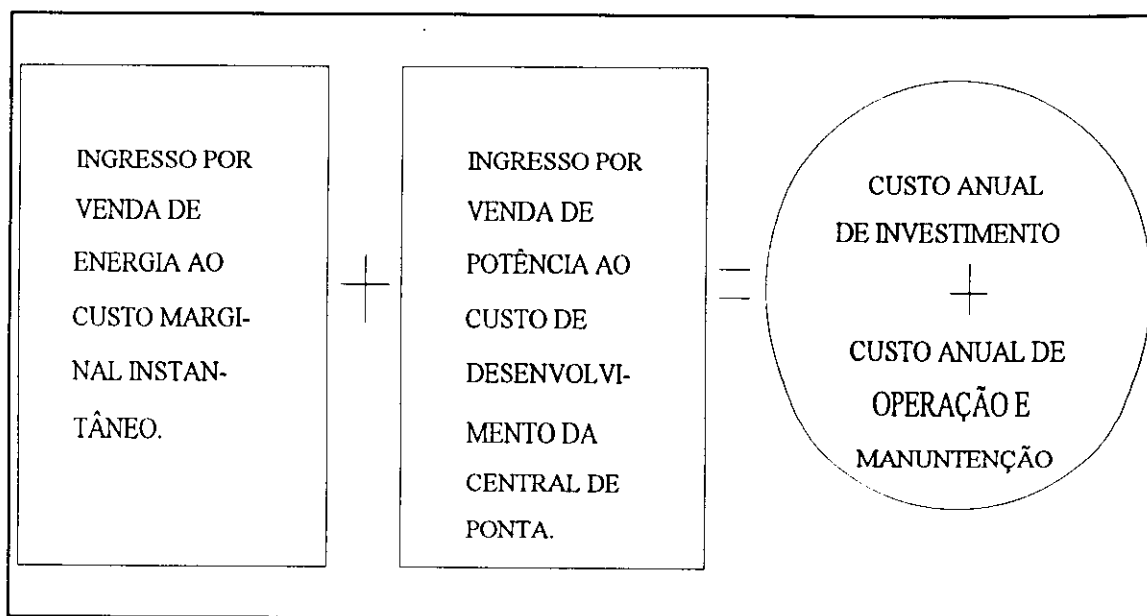 INGRESSO POR
VENDA DE
ENERGIA AO
CUSTO MARGI-
NAL INSTAN-
TÂNEO.
+
INGRESSO POR
VENDA DE
POTÊNCIA AO
CUSTO DE
DESENVOLVI-
MENTO DA
CENTRAL DE
PONTA.
=
CUSTO ANUAL
DE INVESTIMENTO
+
CUSTO ANUAL DE
OPERAÇÃO E
MANUNTENÇÃO